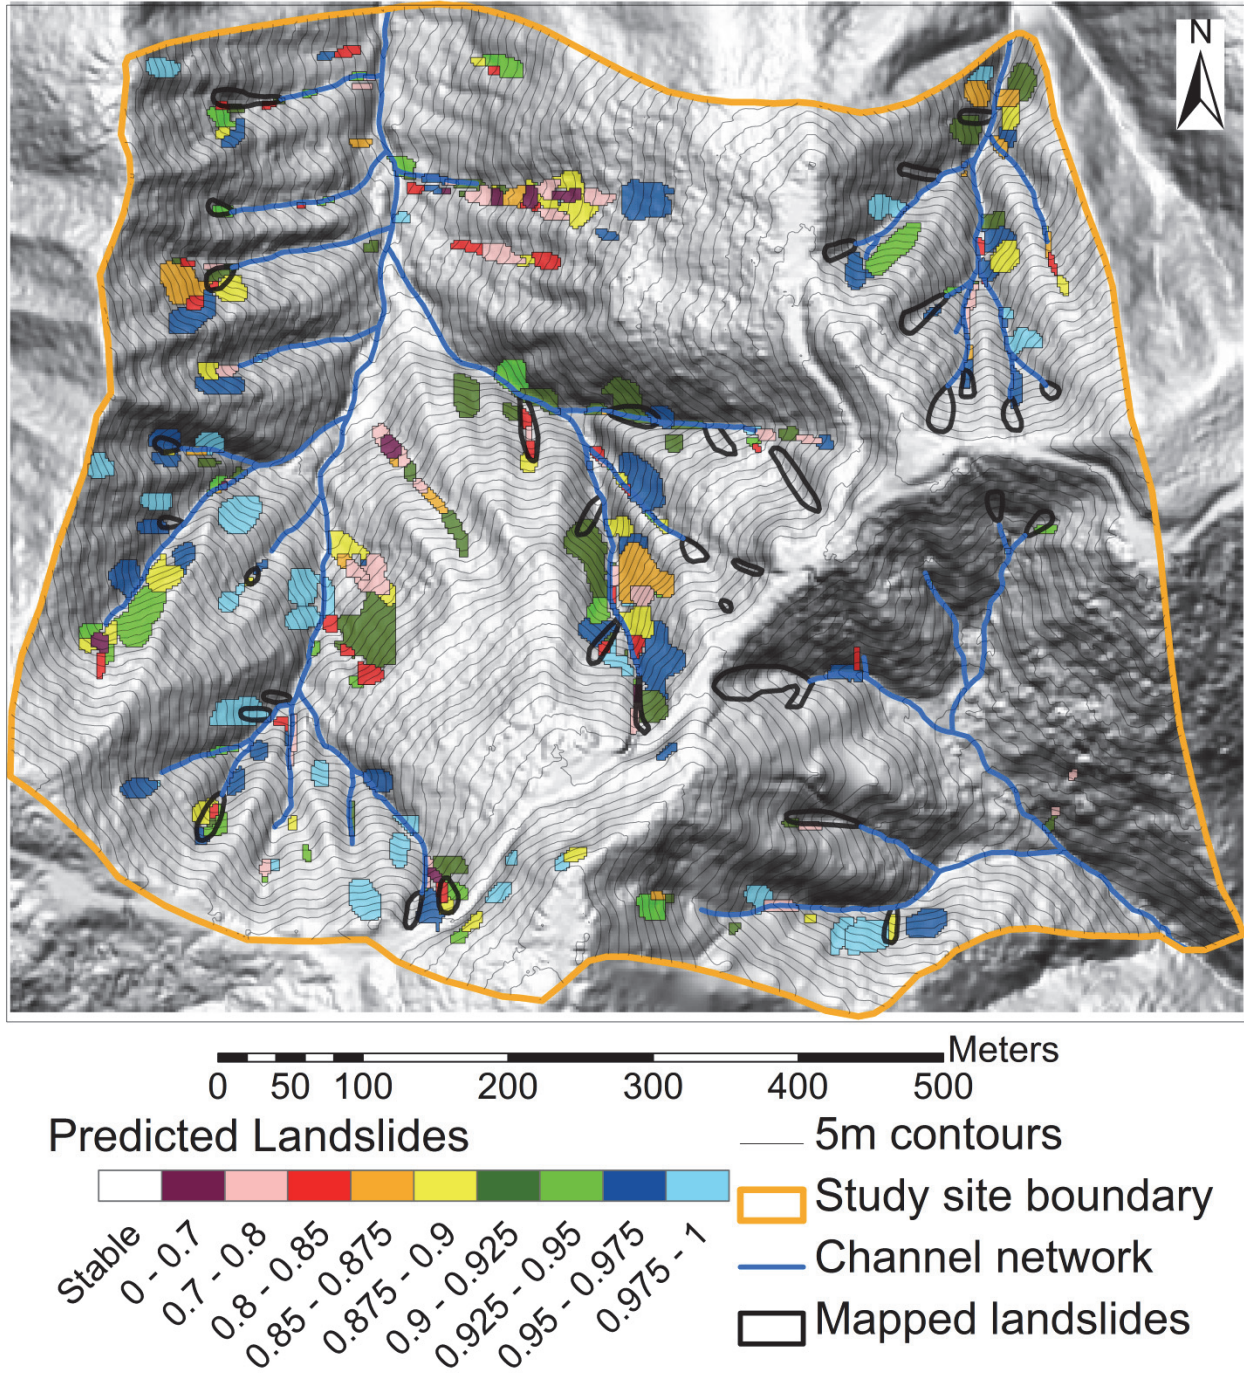 N
Meters
0 50 100 200 300 400 500
Predicted Landslides
Stable
0 - 0.7
0.7 - 0.8
0.8 - 0.85
0.85 - 0.875
0.875 - 0.9
0.9 - 0.925
0.925 - 0.95
0.95 - 0.975
0.975 - 1
5m contours
Study site boundary
Channel network
Mapped landslides